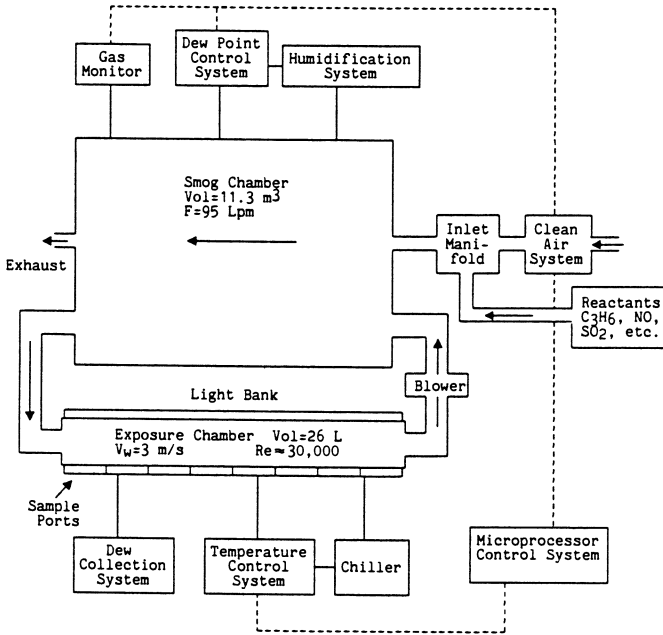 Gas
Monitor
Dew Point
Control
System
Humidification
System
Smog Chamber
Vol=11.3 m3
F=95 Lpm
Exhaust
Inlet
Mani-
fold
Clean
Air
System
Reactants
C3H6, NO,
SO2, etc.
Blower
Light Bank
Exposure Chamber Vol=26 L
Vw=3 m/s Re≈30,000
Sample
Ports
Dew
Collection
System
Temperature
Control
System
Chiller
Microprocessor
Control System